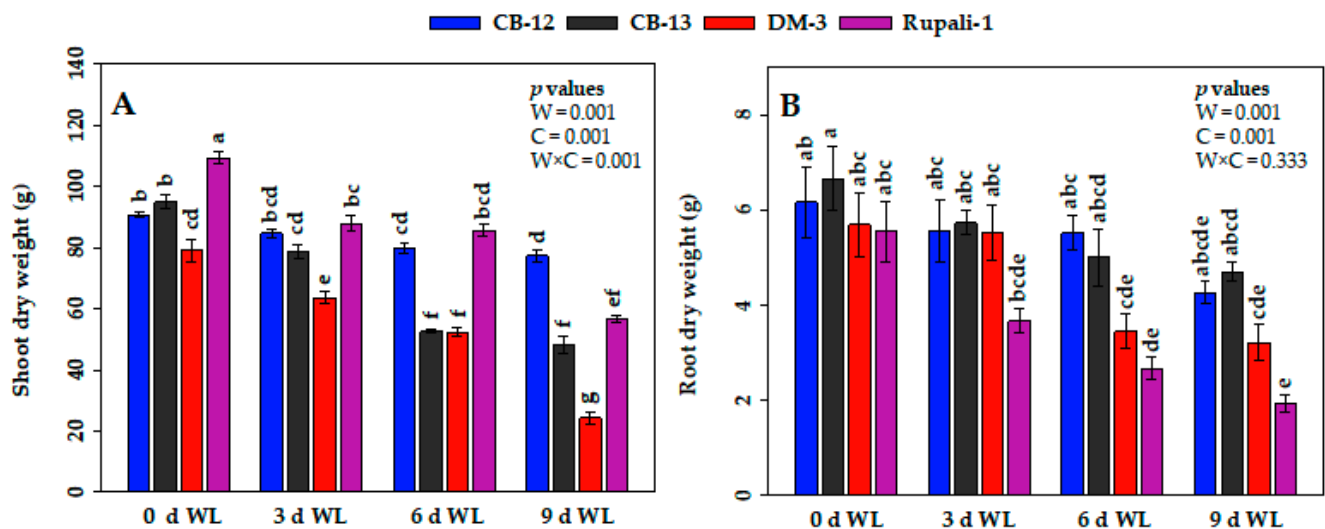 CB-12 CB-13 DM-3 Rupali-1
A
p values
W = 0.001
C = 0.001
W×C = 0.001
Shoot dry weight (g)
140
120
100
80
60
40
20
0
b b cd a
bcd cd e bc
cd f f bcd
d f g ef
0 d WL 3 d WL 6 d WL 9 d WL
B
p values
W = 0.001
C = 0.001
W×C = 0.333
Root dry weight (g)
8
6
4
2
0
ab a abc abc
abc abc abc bcde
abc abcd cde de
abcde abcd cde e
0 d WL 3 d WL 6 d WL 9 d WL